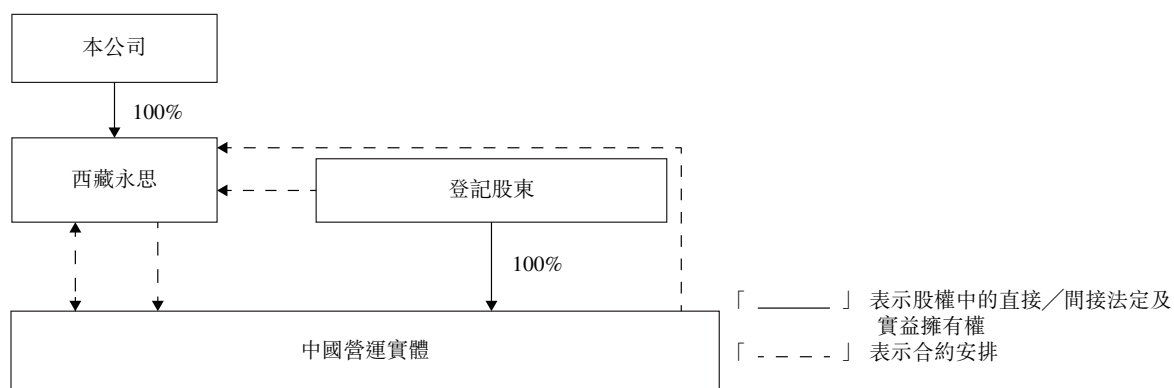 本公司
100%
西藏永思
登記股東
100%
「 ______ 」 表示股權中的直接／間接法定及
實益擁有權
中國營運實體
「 - - - - - 」 表示合約安排